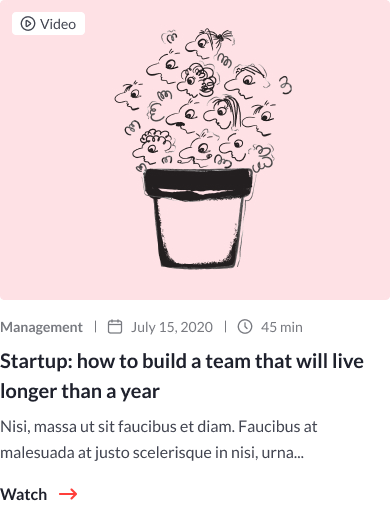 Video
Management | July 15, 2020 | 45 min
Startup: how to build a team that will live
longer than a year
Nisi, massa ut sit faucibus et diam. Faucibus at
malesuada at justo scelerisque in nisi, urna...
Watch